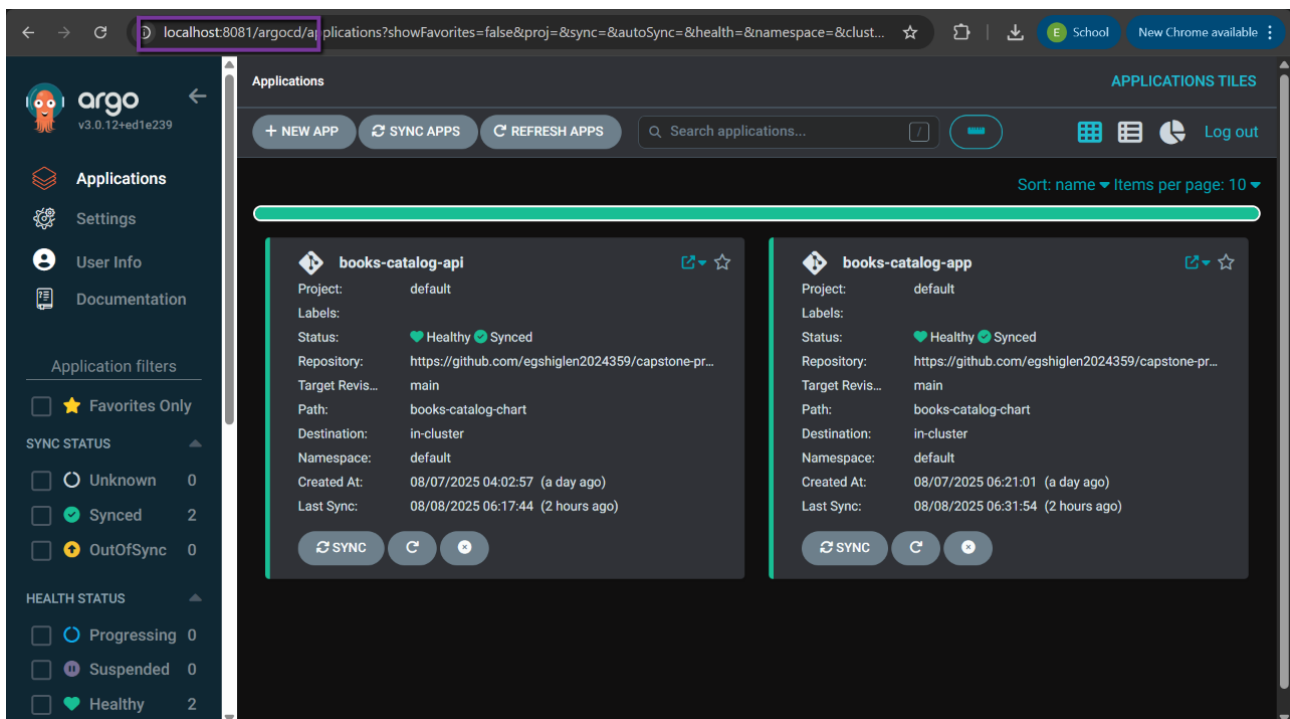 localhost:8081/argocd/applications?showFavorites=false&proj=&sync=&autoSync=&health=&namespace=&clust...
E School
New Chrome available
argo
v3.0.12+ed1e239
Applications
Settings
User Info
Documentation
Application filters
Favorites Only
SYNC STATUS
Unknown 0
Synced 2
OutOfSync 0
HEALTH STATUS
Progressing 0
Suspended 0
Healthy 2
Applications
APPLICATIONS TILES
+ NEW APP
SYNC APPS
REFRESH APPS
Search applications...
/
Log out
Sort: name
Items per page: 10
books-catalog-api
Project: default
Labels:
Status: Healthy Synced
Repository: https://github.com/egshiglen2024359/capstone-pr...
Target Revis... main
Path: books-catalog-chart
Destination: in-cluster
Namespace: default
Created At: 08/07/2025 04:02:57 (a day ago)
Last Sync: 08/08/2025 06:17:44 (2 hours ago)
SYNC
books-catalog-app
Project: default
Labels:
Status: Healthy Synced
Repository: https://github.com/egshiglen2024359/capstone-pr...
Target Revis... main
Path: books-catalog-chart
Destination: in-cluster
Namespace: default
Created At: 08/07/2025 06:21:01 (a day ago)
Last Sync: 08/08/2025 06:31:54 (2 hours ago)
SYNC